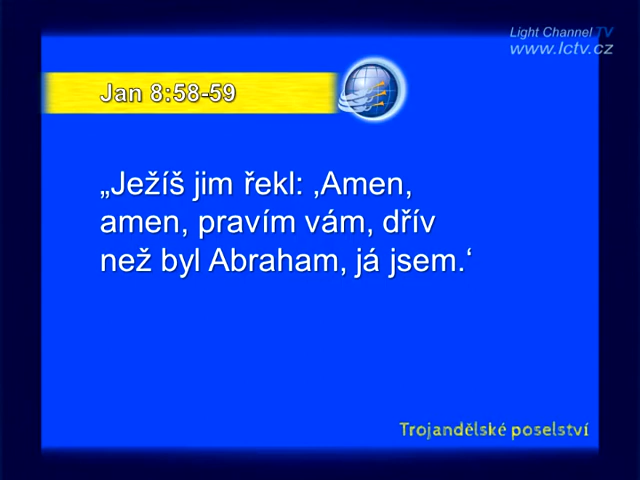 Light Channel TV
www.lctv.cz
Jan 8:58-59
„Ježíš jim řekl: ‚Amen,
amen, pravím vám, dřív
než byl Abraham, já jsem.‘
Trojandělské poselství